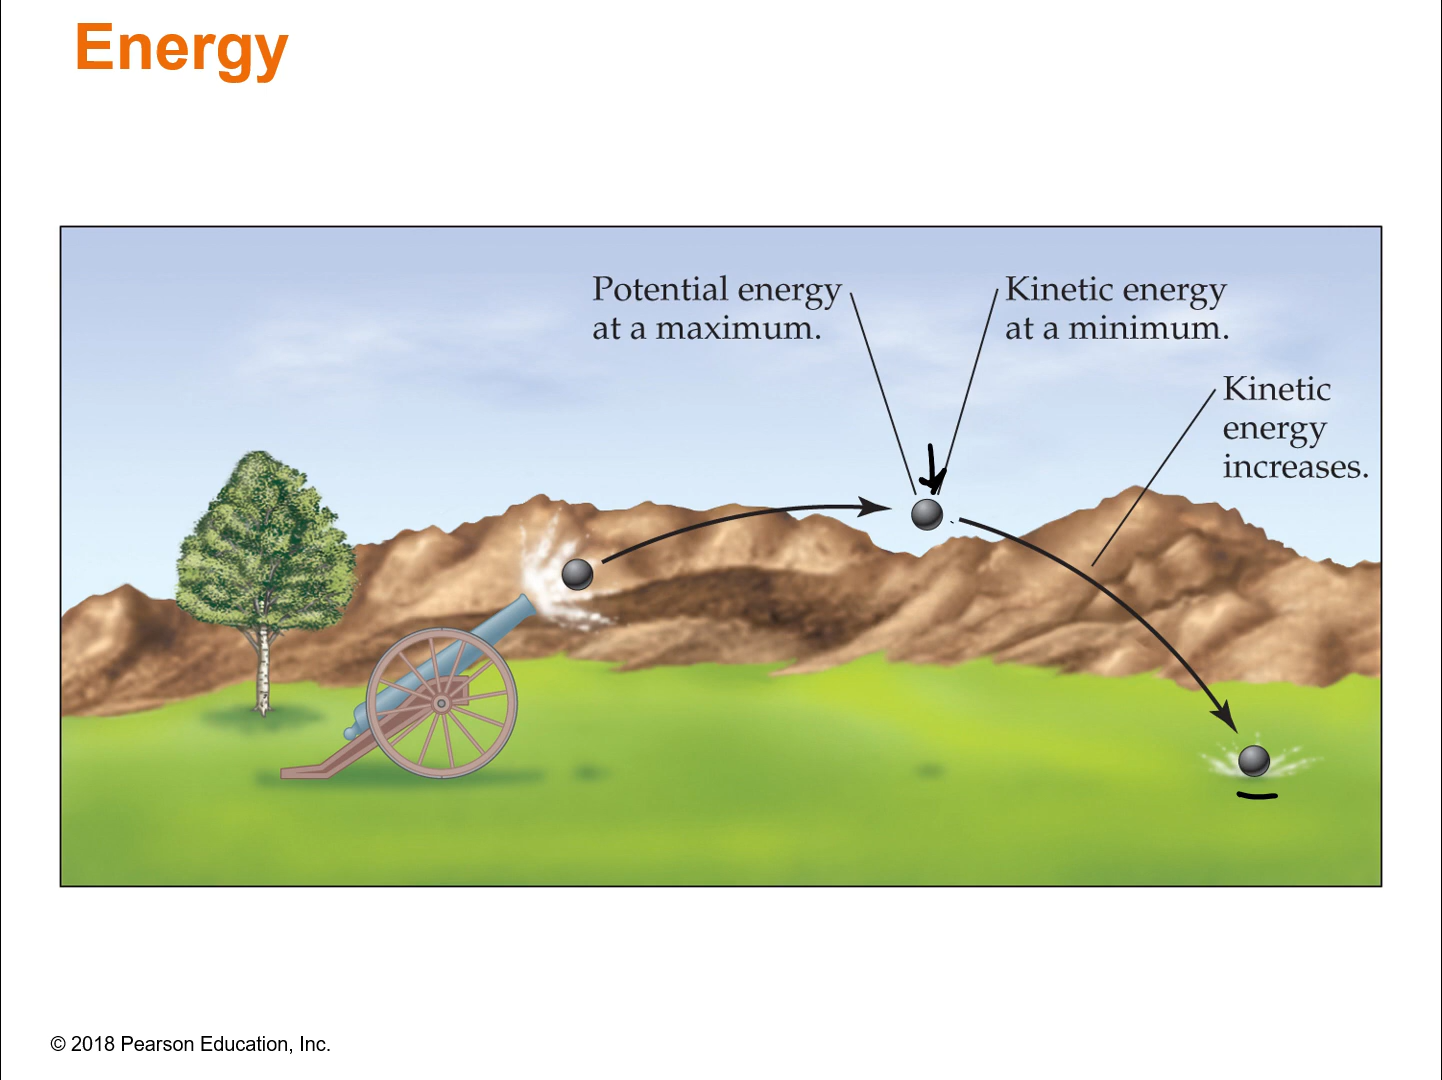 Energy
Potential energy
at a maximum.
Kinetic energy
at a minimum.
Kinetic
energy
increases.
© 2018 Pearson Education, Inc.